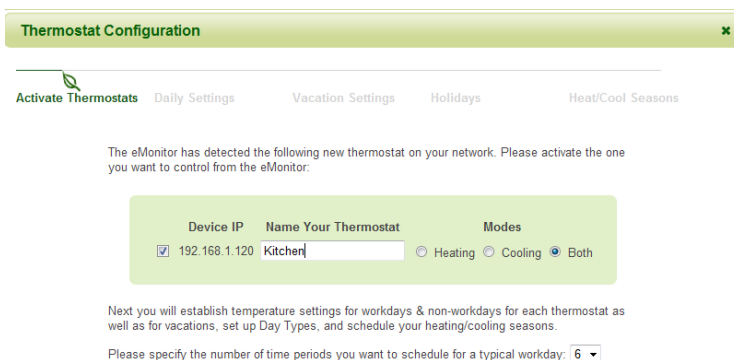 Thermostat Configuration
Activate Thermostats Daily Settings Vacation Settings Holidays Heat/Cool Seasons
The eMonitor has detected the following new thermostat on your network. Please activate the one
you want to control from the eMonitor:
Device IP Name Your Thermostat Modes
192.168.1.120 Kitchen Heating Cooling Both
Next you will establish temperature settings for workdays & non-workdays for each thermostat as
well as for vacations, set up Day Types, and schedule your heating/cooling seasons.
Please specify the number of time periods you want to schedule for a typical workday: 6